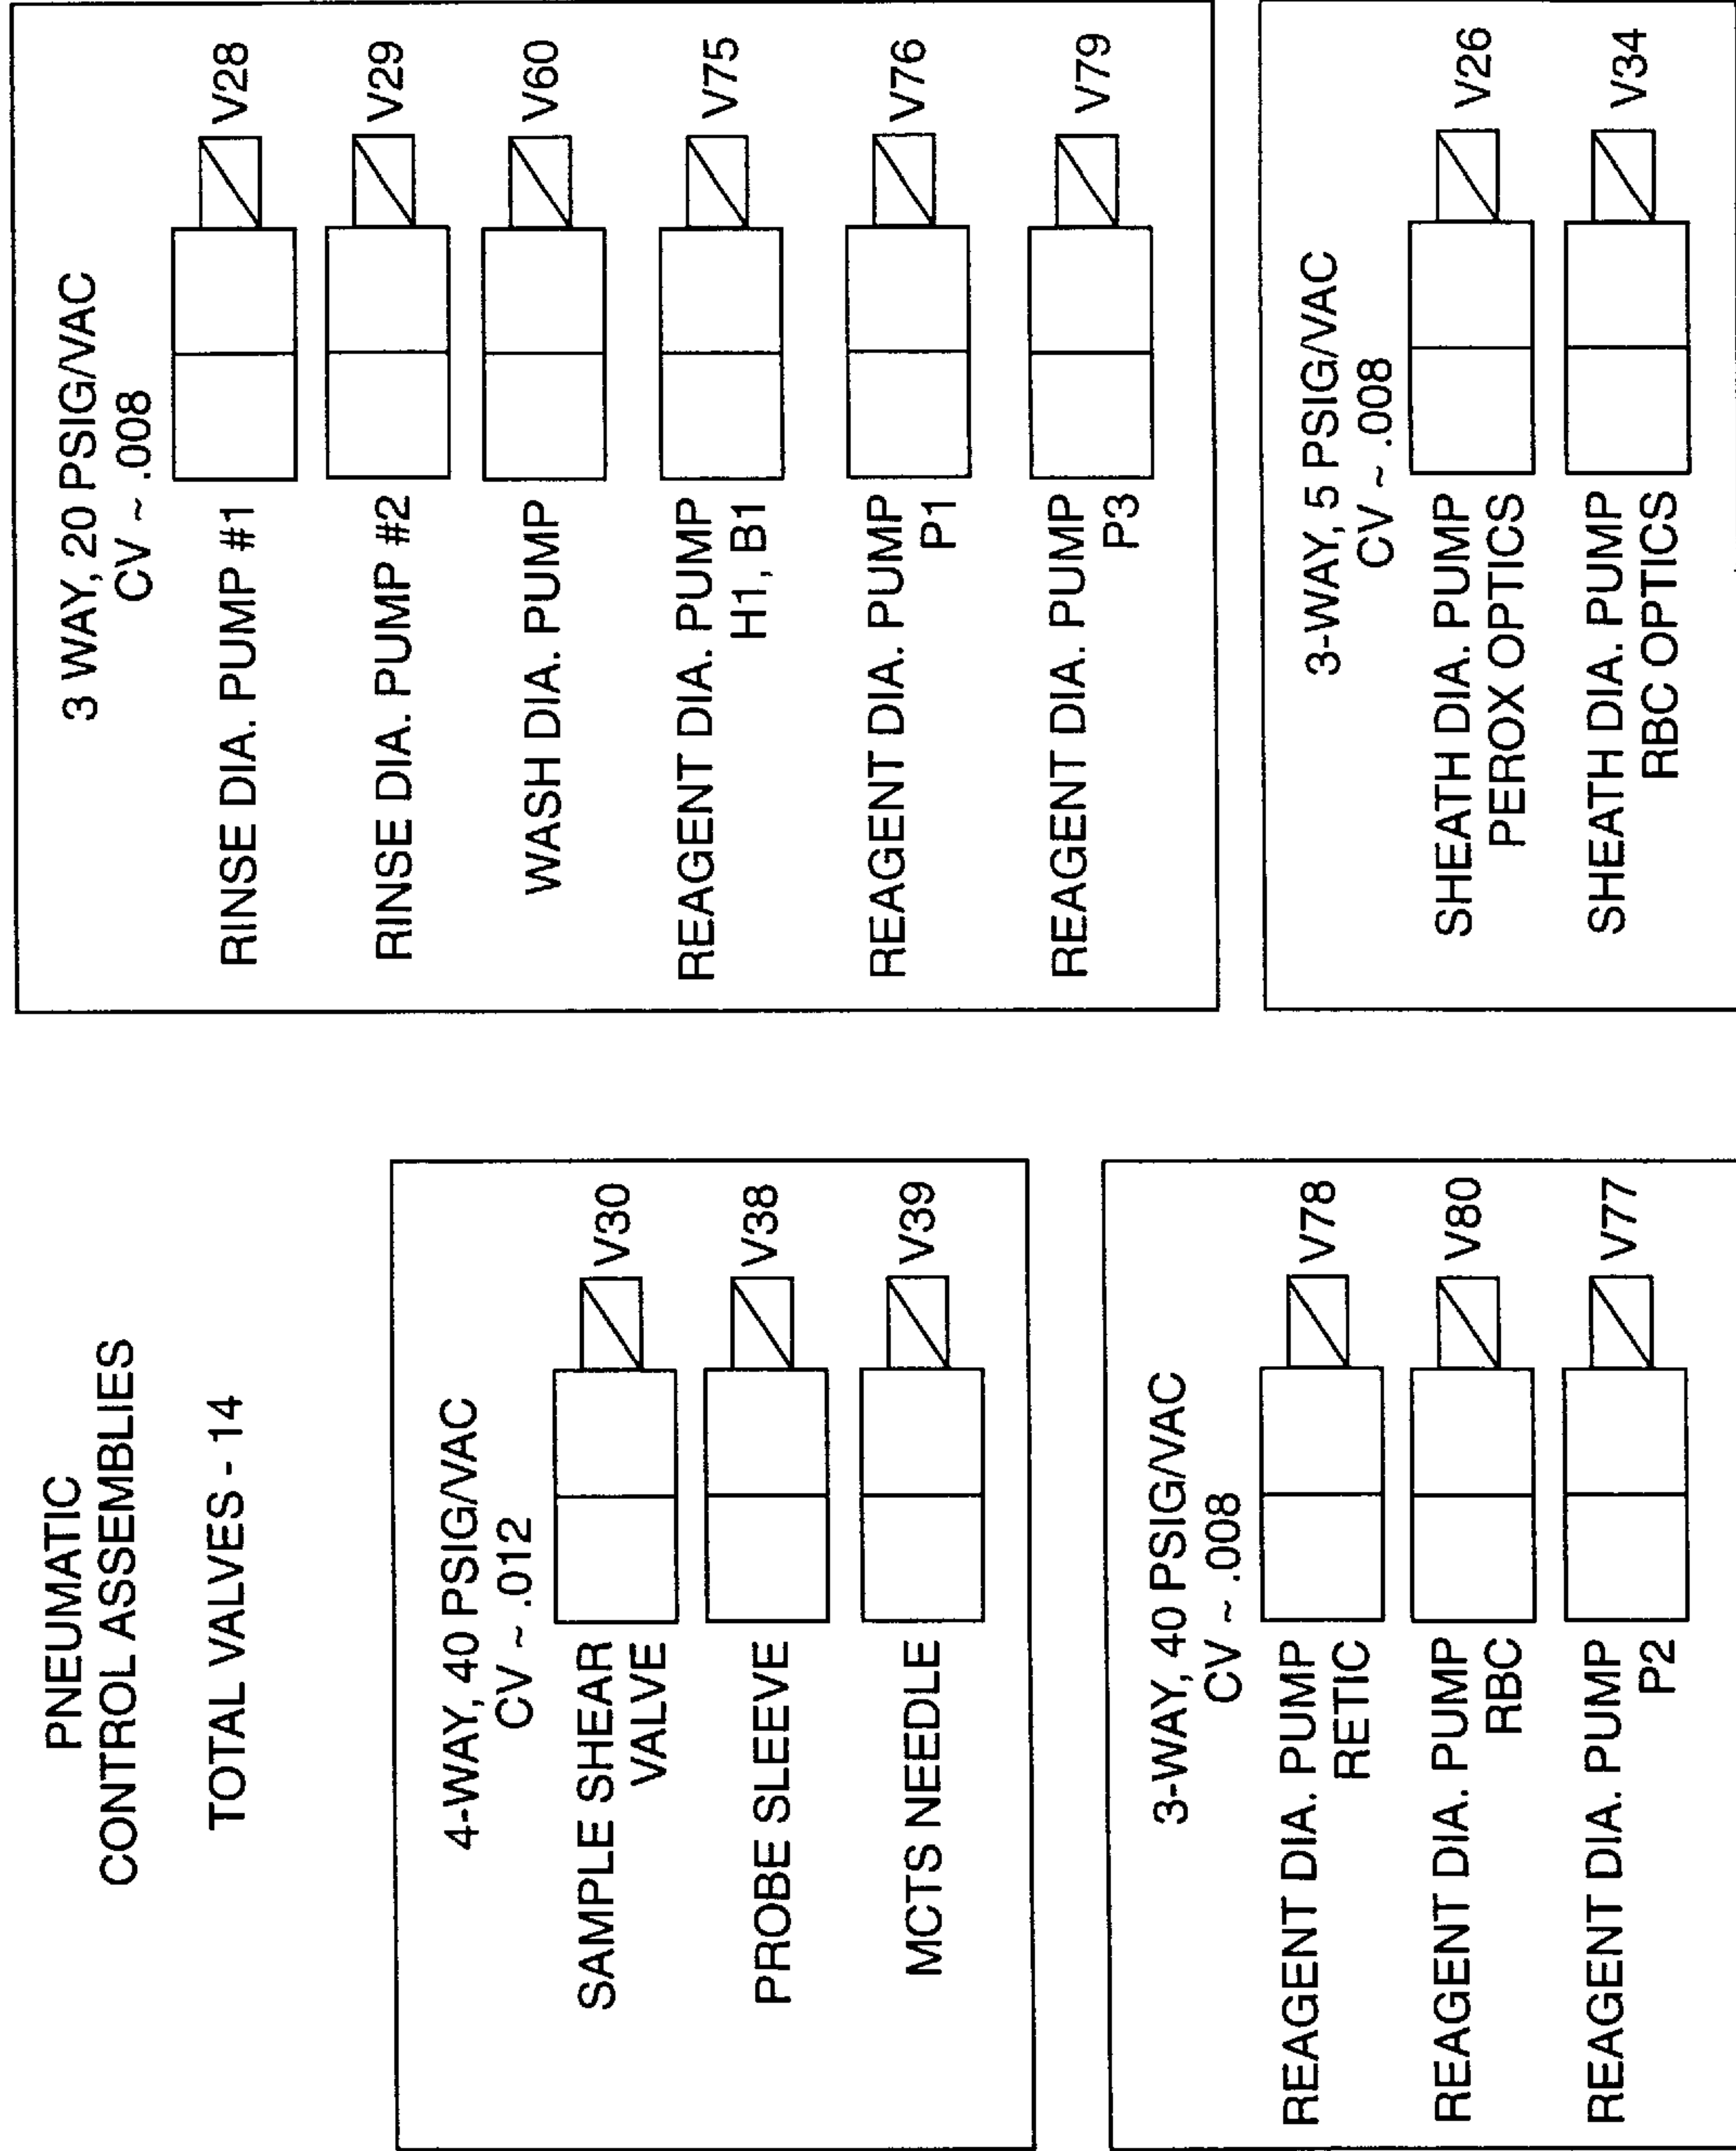 PNEUMATIC
CONTROL ASSEMBLIES
TOTAL VALVES - 14
4-WAY, 40 PSIG/VAC
CV ~ .012
SAMPLE SHEAR
VALVE
V30
PROBE SLEEVE
V38
MCTS NEEDLE
V39
3-WAY, 40 PSIG/VAC
CV ~ .008
REAGENT DIA. PUMP
RETIC
V78
REAGENT DIA. PUMP
RBC
V80
REAGENT DIA. PUMP
P2
V77
3 WAY, 20 PSIG/VAC
CV ~ .008
RINSE DIA. PUMP #1
V28
RINSE DIA. PUMP #2
V29
WASH DIA. PUMP
V60
REAGENT DIA. PUMP
H1, B1
V75
REAGENT DIA. PUMP
P1
V76
REAGENT DIA. PUMP
P3
V79
3-WAY, 5 PSIG/VAC
CV ~ .008
SHEATH DIA. PUMP
PEROX OPTICS
V26
SHEATH DIA. PUMP
RBC OPTICS
V34